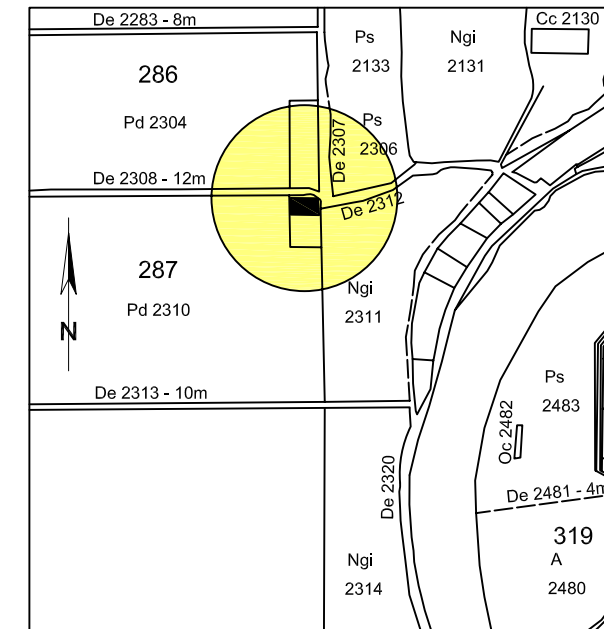 De 2283 - 8m
Cc 2130
Ps
2133
Ngi
2131
286
Pd 2304
De 2307
Ps
2306
De 2308 - 12m
De 2312
287
Pd 2310
N
Ngi
2311
De 2313 - 10m
Ps
2483
Oc 2482
De 2320
De 2481 - 4m
319
A
2480
Ngi
2314